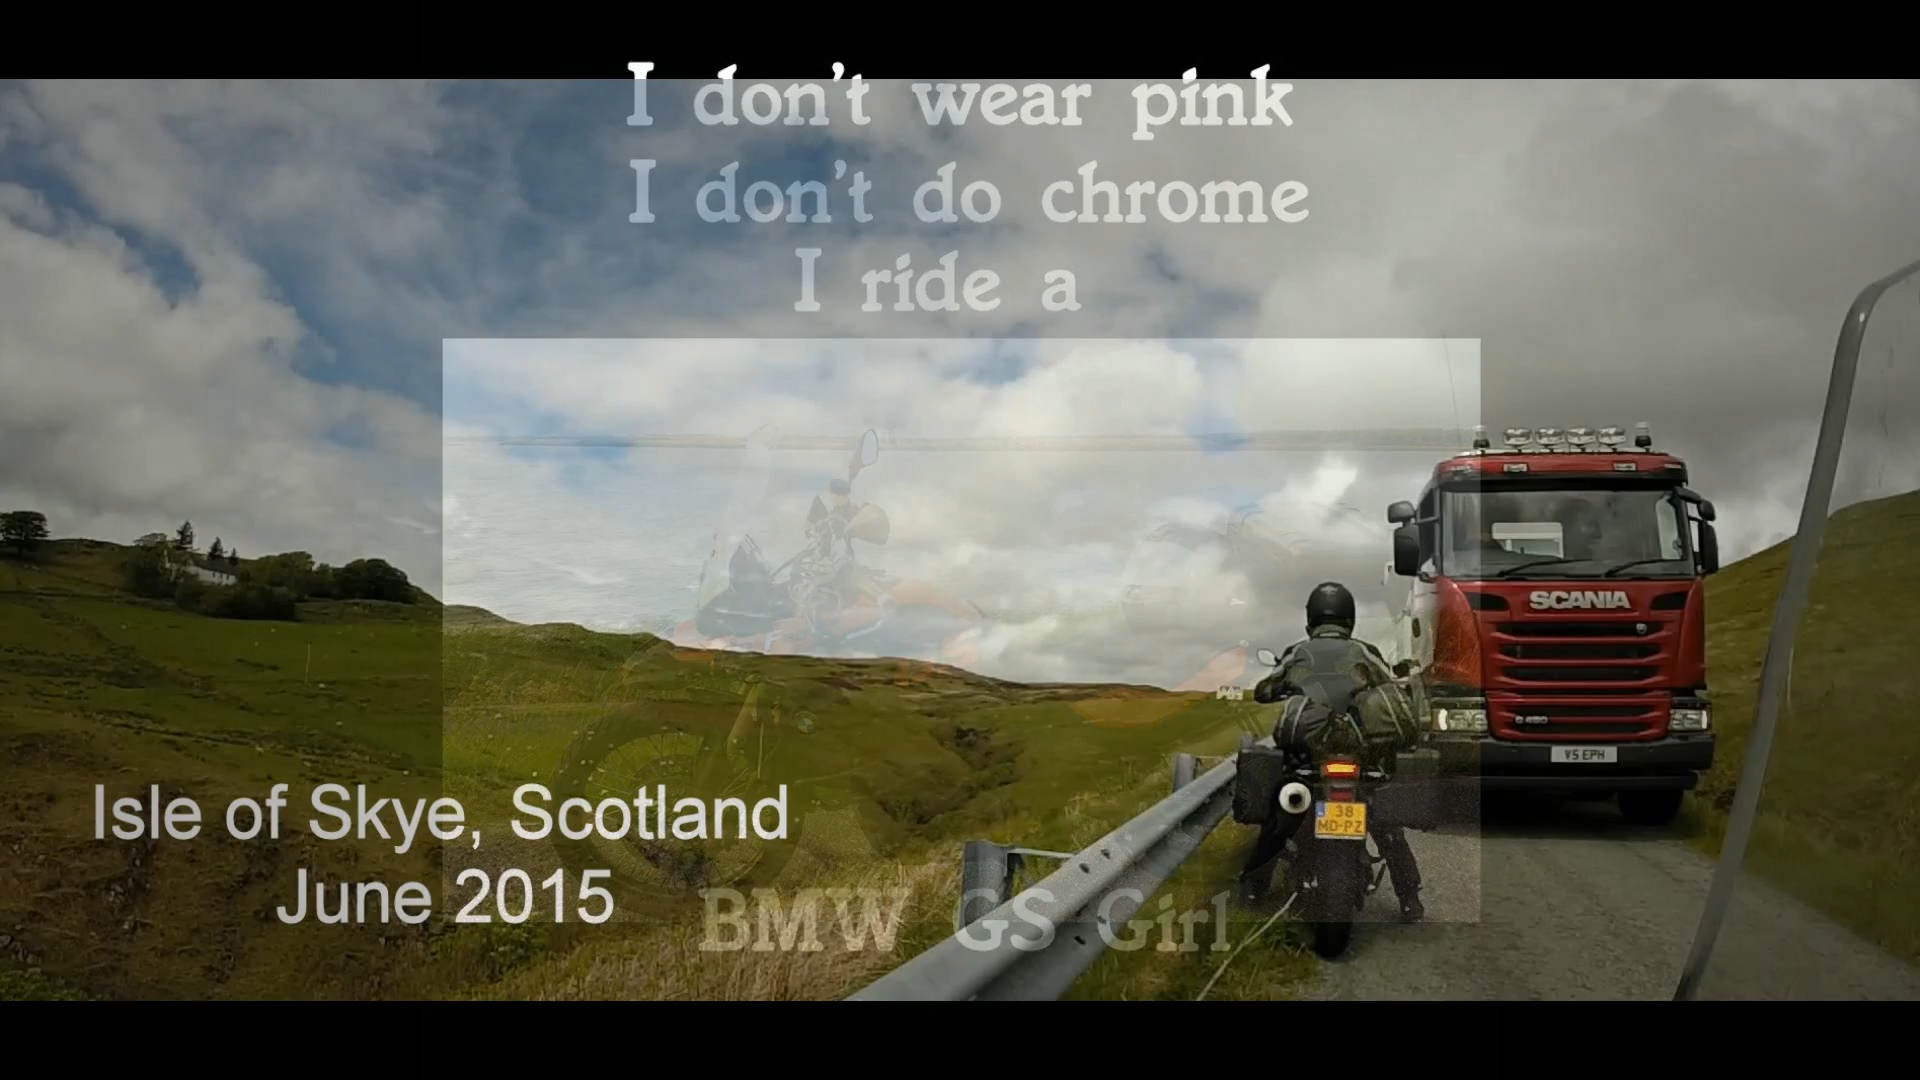 I don't wear pink
I don't do chrome
I ride a
SCANIA
V5 EPH
38
MD-PZ
Isle of Skye, Scotland
June 2015
BMW GS Girl